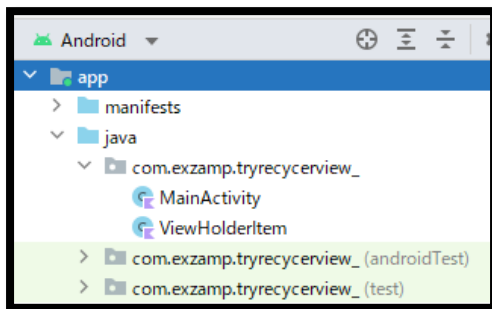 Android
app
manifests
java
com.exzamp.tryrecycerview_
MainActivity
ViewHolderItem
com.exzamp.tryrecycerview_ (androidTest)
com.exzamp.tryrecycerview_ (test)